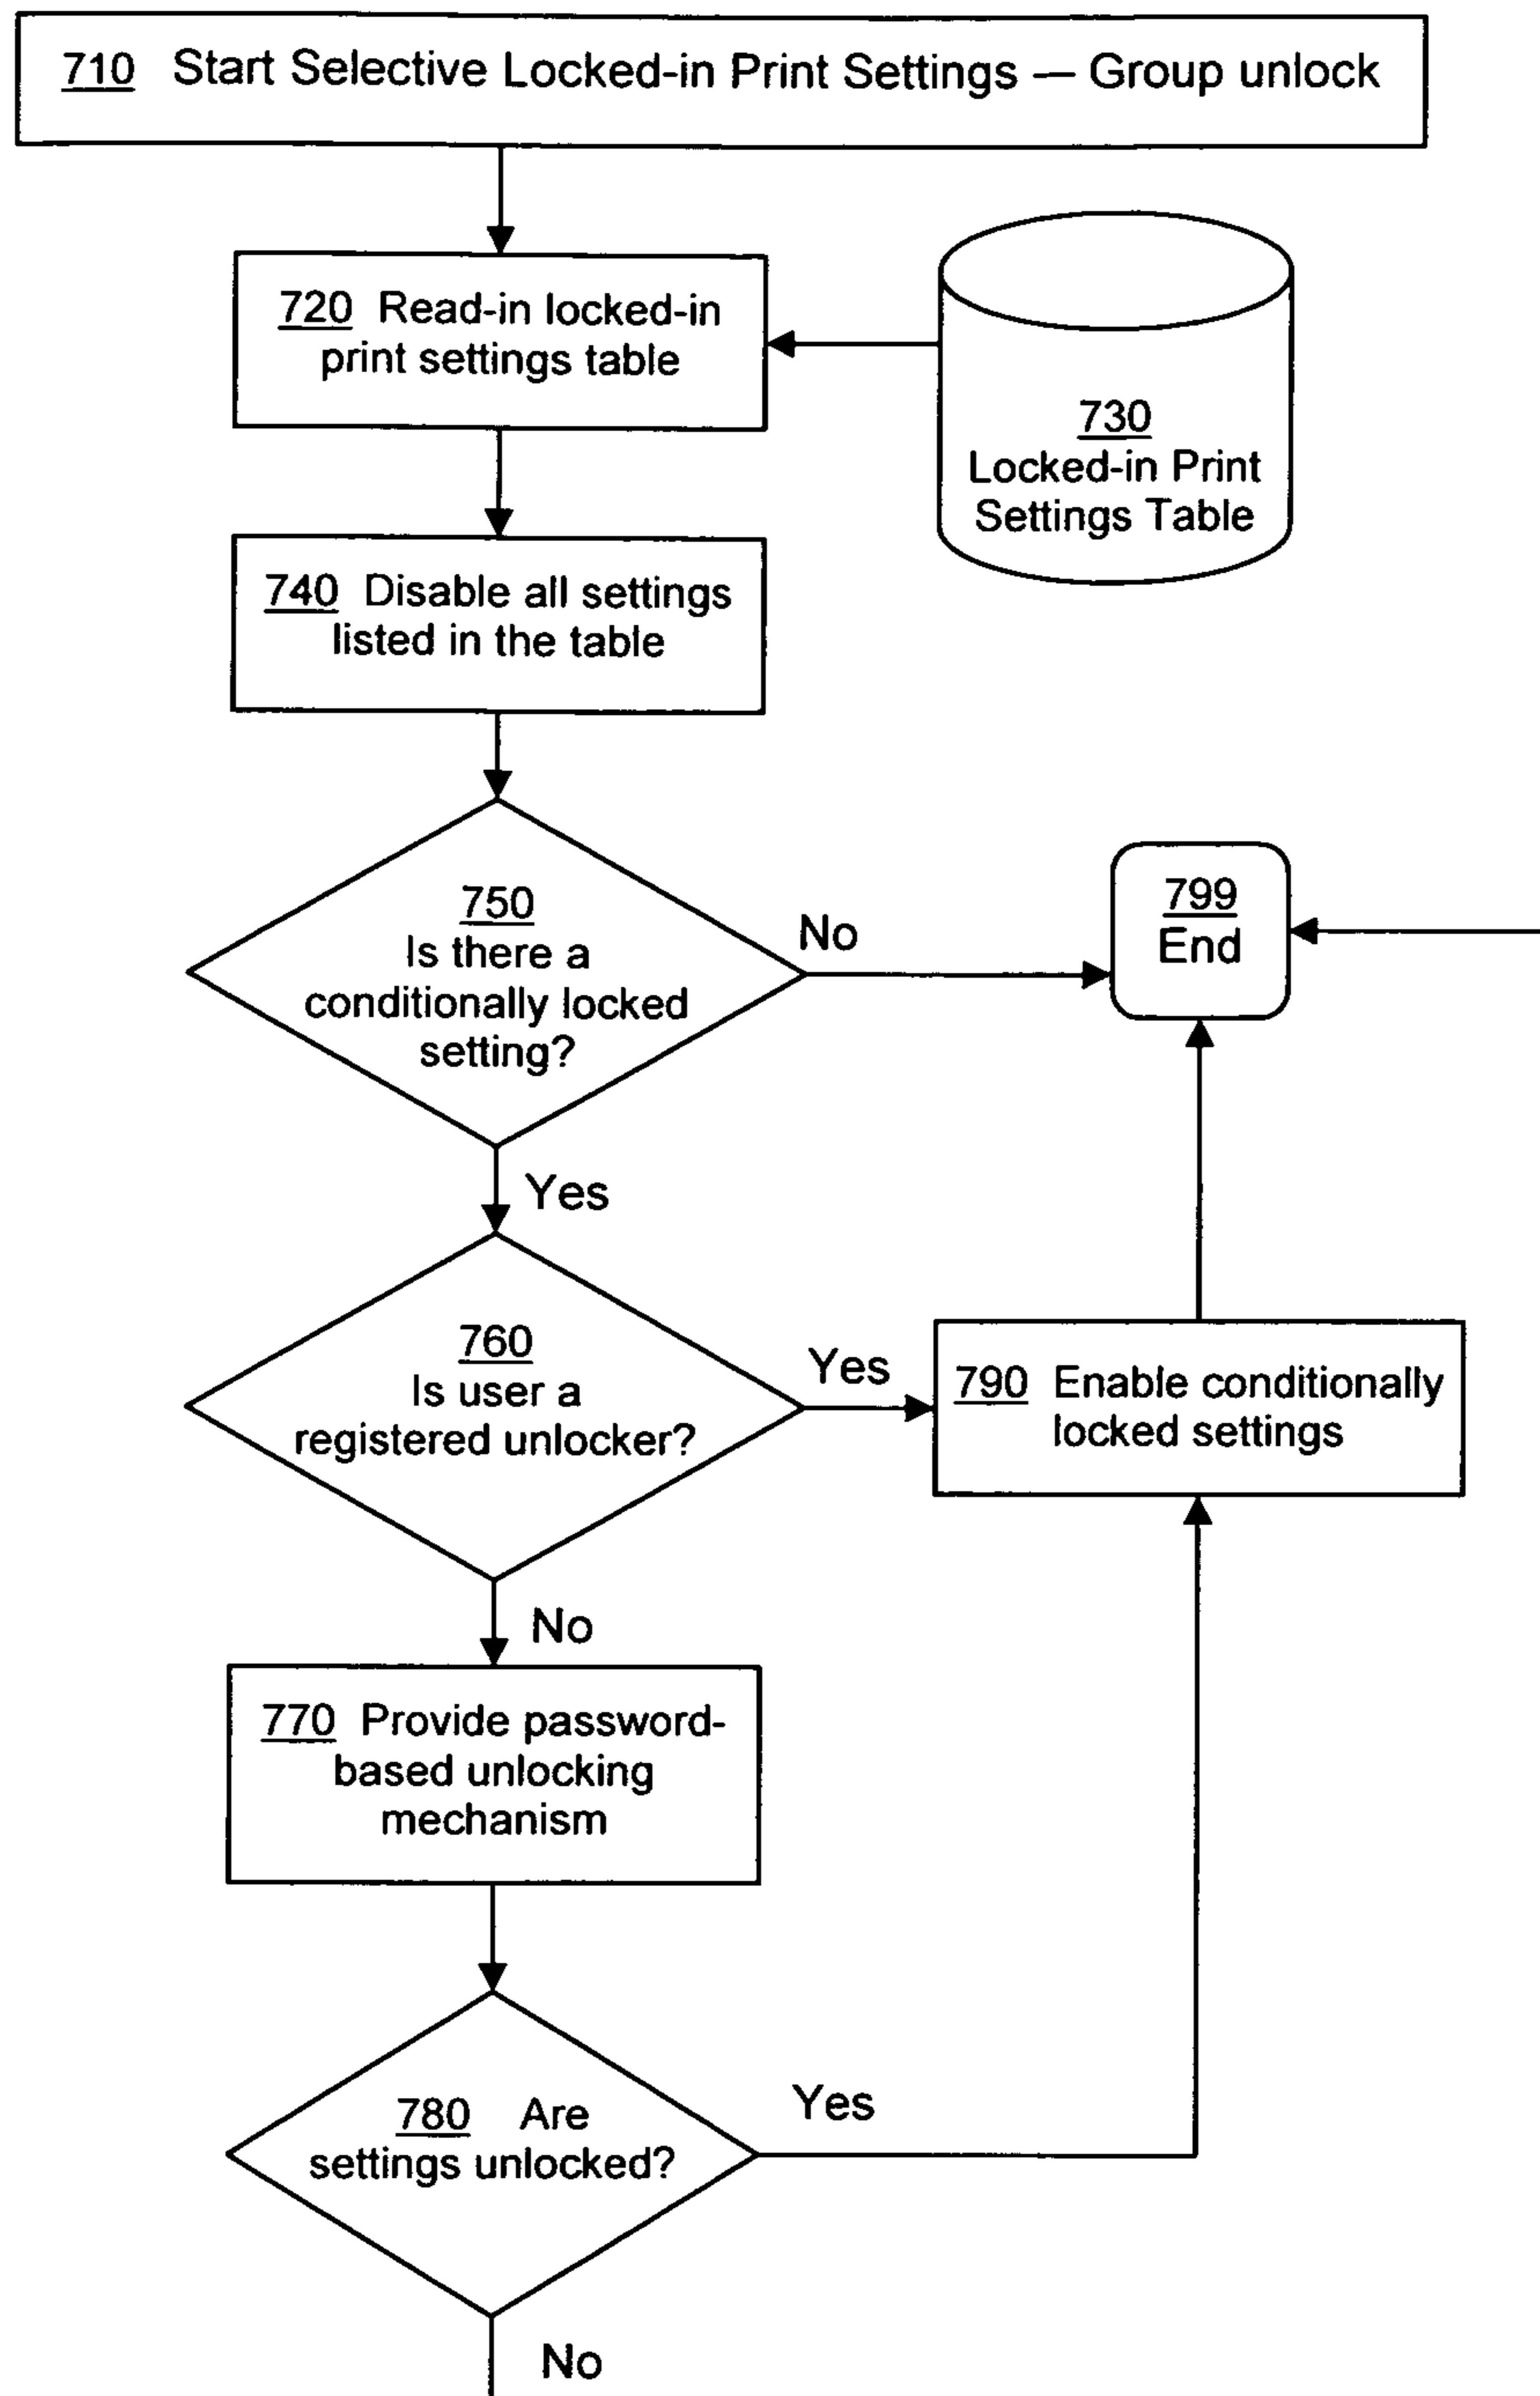 710 Start Selective Locked-in Print Settings — Group unlock
720 Read-in locked-in
print settings table
730
Locked-in Print
Settings Table
740 Disable all settings
listed in the table
750
Is there a
conditionally locked
setting?
No
799
End
Yes
760
Is user a
registered unlocker?
Yes
790 Enable conditionally
locked settings
No
770 Provide password-
based unlocking
mechanism
780 Are
settings unlocked?
Yes
No